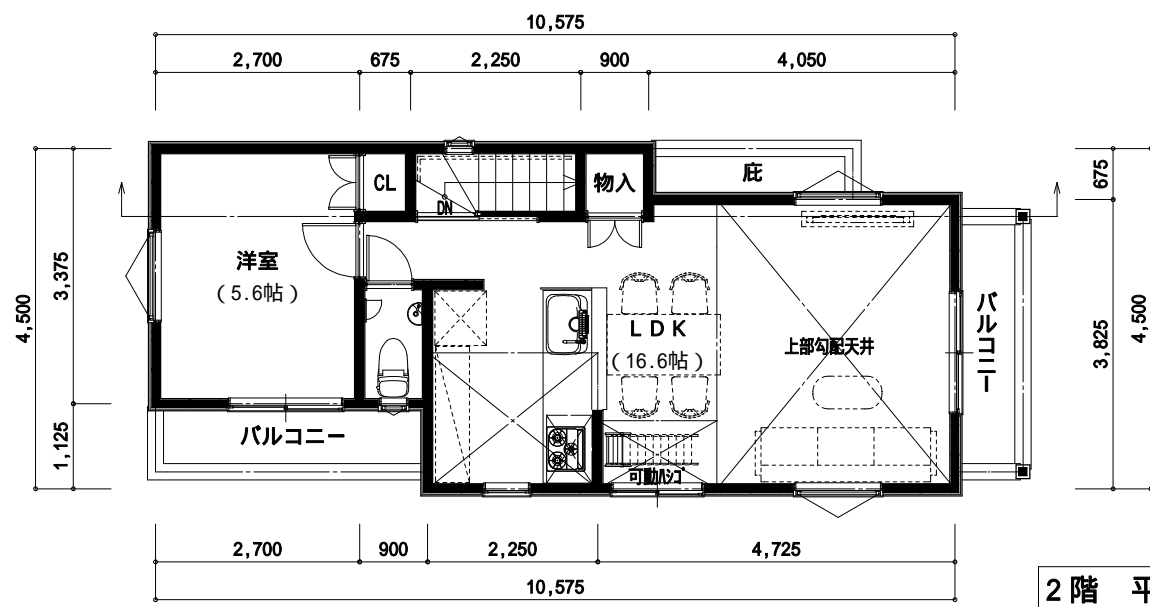 10,575
2,700
675
2,250
900
4,050
CL
DN
物入
庇
675
洋室
(5.6帖)
3,375
4,500
LDK
(16.6帖)
上部勾配天井
バルコニー
3,825
4,500
1,125
バルコニー
可動ハシゴ
2,700
900
2,250
4,725
10,575
2階 平